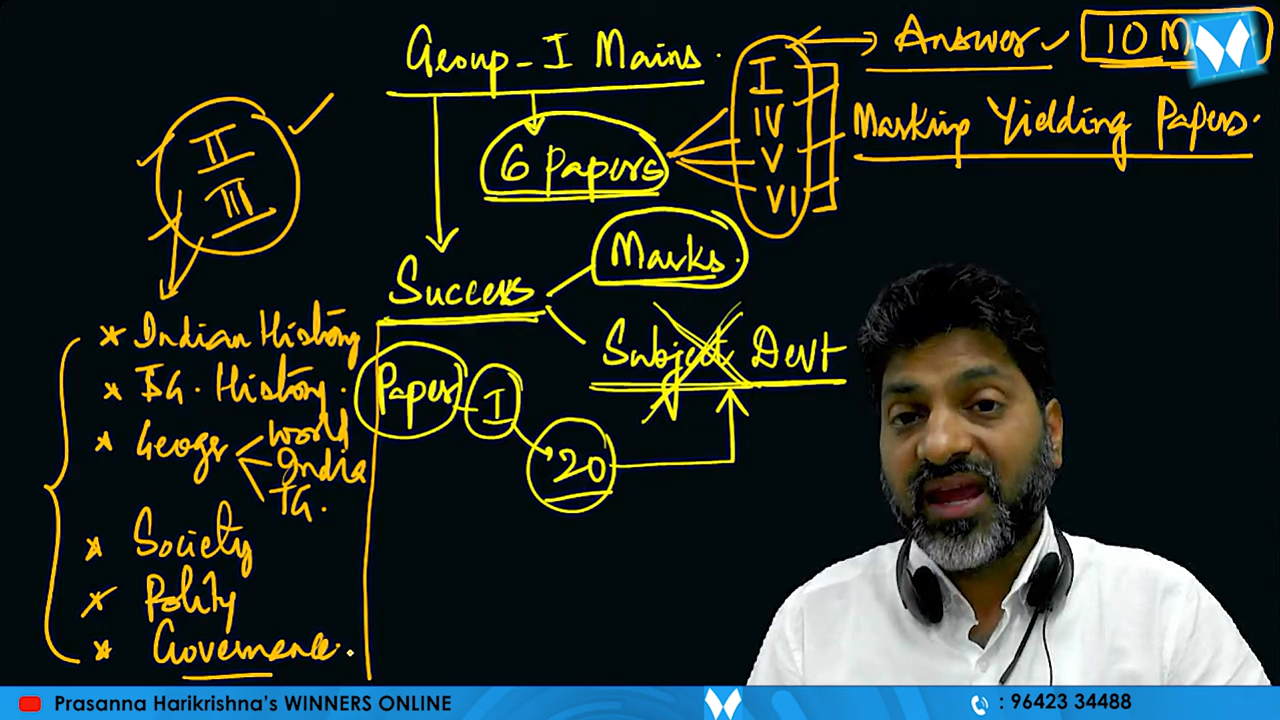 Group - I Mains.
6 Papers
I
IV
V
VI
Answer
10 M
Marking Yielding Papers.
II
III
Success
Marks.
Subject Devt
Paper - I
20
* Indian History
* TG. History.
* Geogr
World
India
TG.
* Society
* Polity
* Governance.
Prasanna Harikrishna's WINNERS ONLINE
: 96423 34488